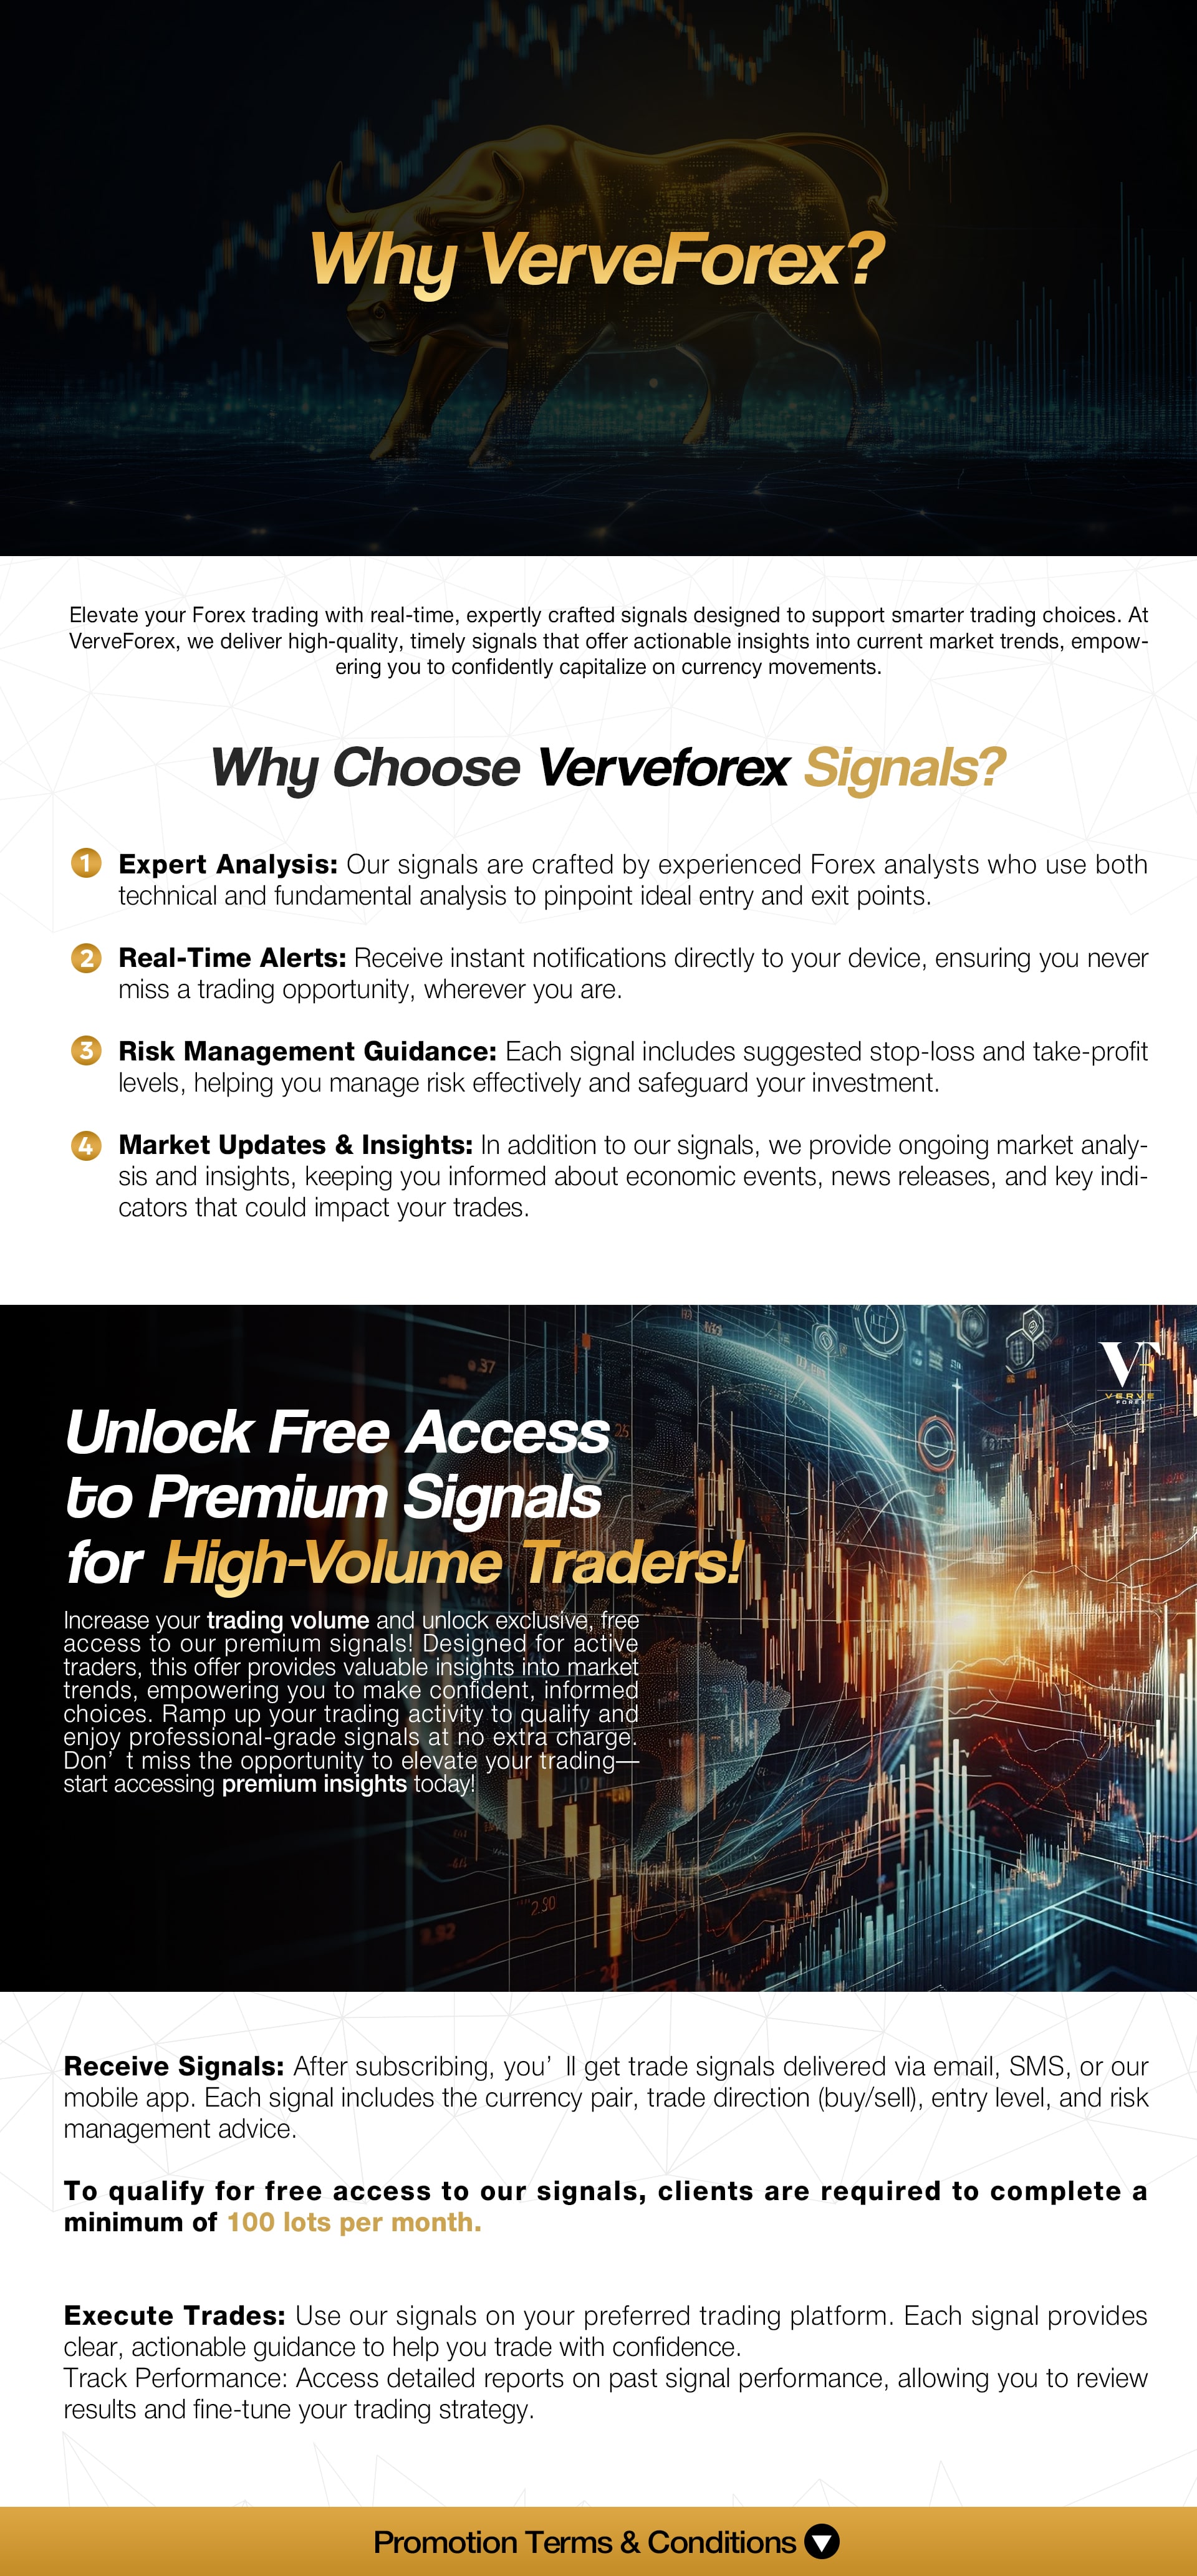 Why VerveForex?
Elevate your Forex trading with real-time, expertly crafted signals designed to support smarter trading choices. At
VerveForex, we deliver high-quality, timely signals that offer actionable insights into current market trends, empow-
ering you to confidently capitalize on currency movements.
Why Choose Verveforex Signals?
1 Expert Analysis: Our signals are crafted by experienced Forex analysts who use both
technical and fundamental analysis to pinpoint ideal entry and exit points.
2 Real-Time Alerts: Receive instant notifications directly to your device, ensuring you never
miss a trading opportunity, wherever you are.
3 Risk Management Guidance: Each signal includes suggested stop-loss and take-profit
levels, helping you manage risk effectively and safeguard your investment.
4 Market Updates & Insights: In addition to our signals, we provide ongoing market analy-
sis and insights, keeping you informed about economic events, news releases, and key indi-
cators that could impact your trades.
VF
VERVE
FOREX
Unlock Free Access
to Premium Signals
for High-Volume Traders!
Increase your trading volume and unlock exclusive, free
access to our premium signals! Designed for active
traders, this offer provides valuable insights into market
trends, empowering you to make confident, informed
choices. Ramp up your trading activity to qualify and
enjoy professional-grade signals at no extra charge.
Don’ t miss the opportunity to elevate your trading—
start accessing premium insights today!
Receive Signals: After subscribing, you’ ll get trade signals delivered via email, SMS, or our
mobile app. Each signal includes the currency pair, trade direction (buy/sell), entry level, and risk
management advice.
To qualify for free access to our signals, clients are required to complete a
minimum of 100 lots per month.
Execute Trades: Use our signals on your preferred trading platform. Each signal provides
clear, actionable guidance to help you trade with confidence.
Track Performance: Access detailed reports on past signal performance, allowing you to review
results and fine-tune your trading strategy.
Promotion Terms & Conditions